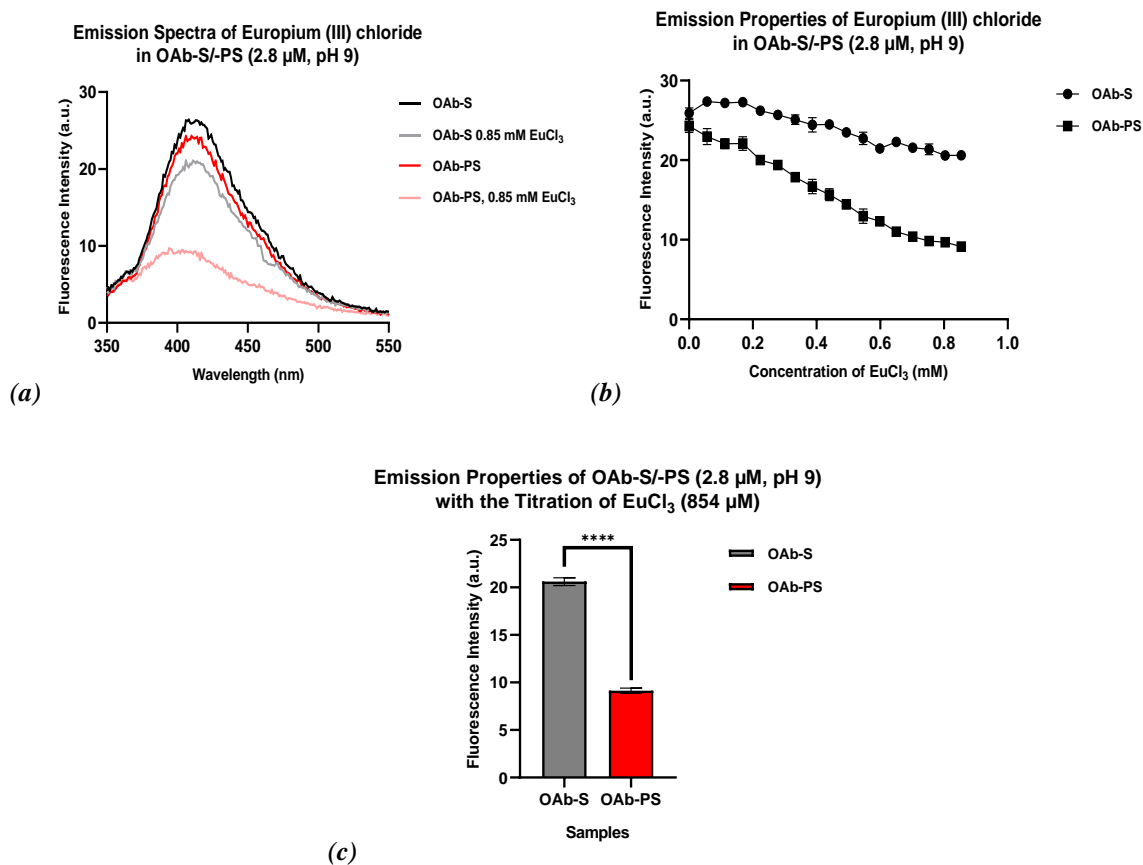 Emission Spectra of Europium (III) chloride
in OAb-S/-PS (2.8 µM, pH 9)
Fluorescence Intensity (a.u.)
30
20
10
0
350
400
450
500
550
Wavelength (nm)
OAb-S
OAb-S 0.85 mM EuCl₃
OAb-PS
OAb-PS, 0.85 mM EuCl₃
(a)
Emission Properties of Europium (III) chloride
in OAb-S/-PS (2.8 µM, pH 9)
Fluorescence Intensity (a.u.)
30
20
10
0
0.0
0.2
0.4
0.6
0.8
1.0
Concentration of EuCl₃ (mM)
OAb-S
OAb-PS
(b)
Emission Properties of OAb-S/-PS (2.8 µM, pH 9)
with the Titration of EuCl₃ (854 µM)
Fluorescence Intensity (a.u.)
25
20
15
10
5
0
****
OAb-S
OAb-PS
Samples
OAb-S
OAb-PS
(c)